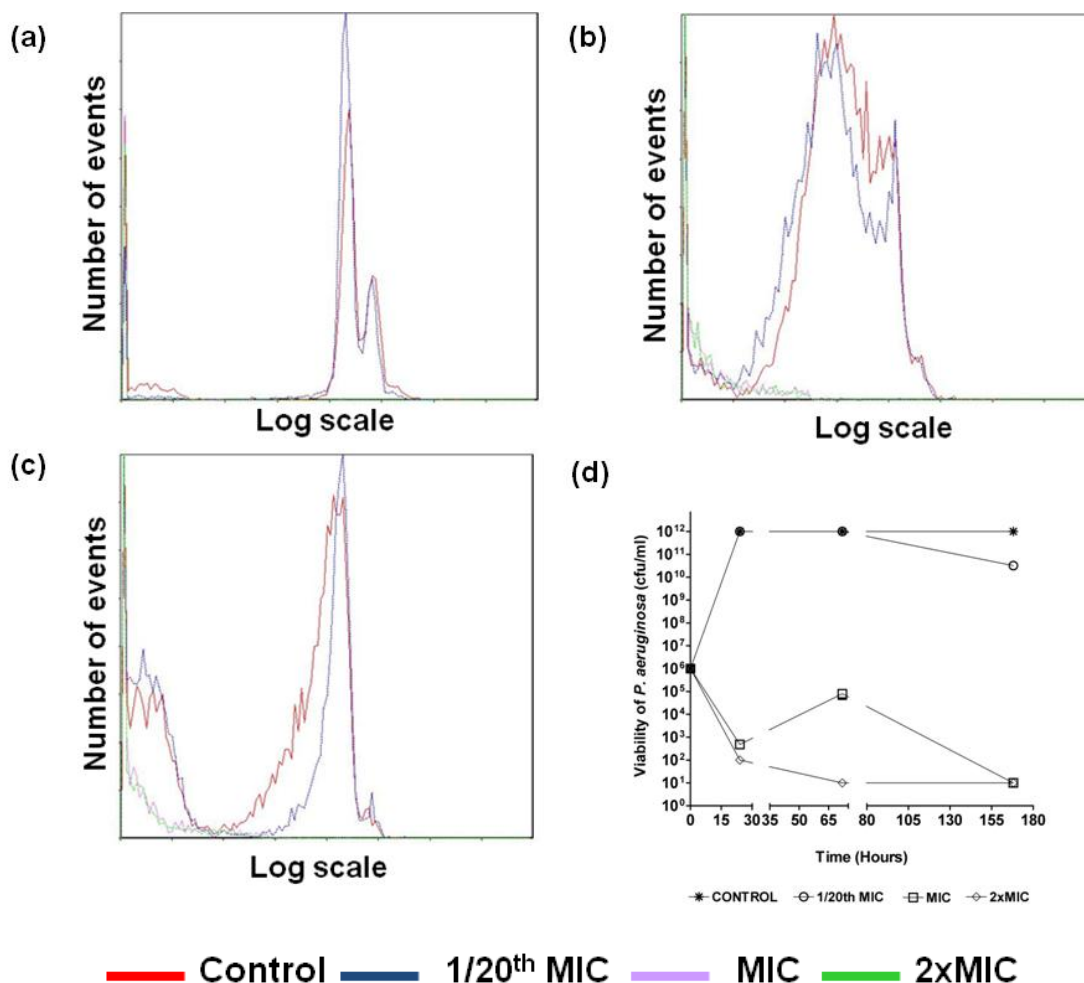 (a)
Number of events
Log scale
(b)
Number of events
Log scale
(c)
Number of events
Log scale
(d)
Viability of P. aeruginosa (cfu/ml)
10¹²
10¹¹
10¹⁰
10⁹
10⁸
10⁷
10⁶
10⁵
10⁴
10³
10²
10¹
10⁰
0 15 30 35 50 65 80 105 130 155 180
Time (Hours)
CONTROL 1/20th MIC MIC 2xMIC
Control 1/20th MIC MIC 2xMIC